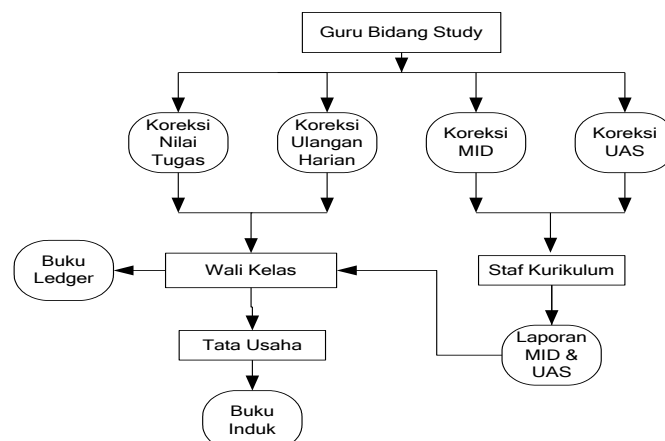 Guru Bidang Study
Koreksi
Nilai
Tugas
Koreksi
Ulangan
Harian
Koreksi
MID
Koreksi
UAS
Buku
Ledger
Wali Kelas
Staf Kurikulum
Tata Usaha
Laporan
MID &
UAS
Buku
Induk